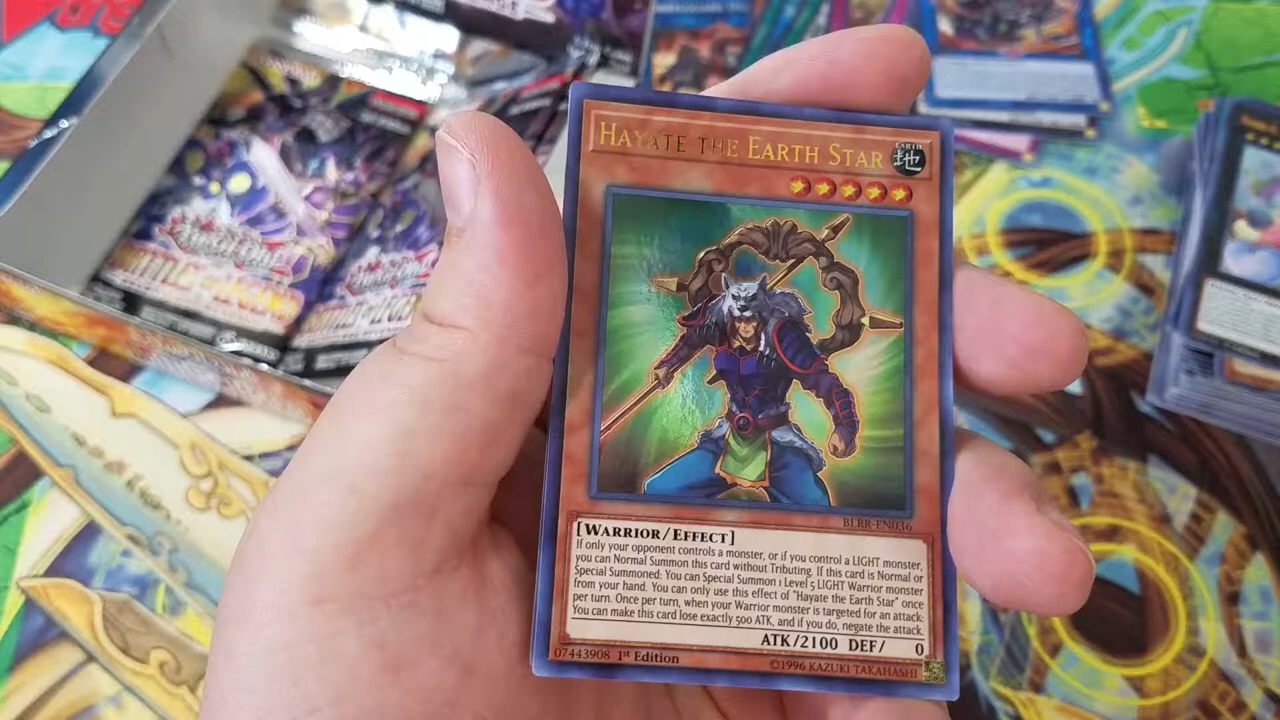 HAYATE THE EARTH STAR
EARTH
地
BLRR-EN036
[WARRIOR/EFFECT]
If only your opponent controls a monster, or if you control a LIGHT monster,
you can Normal Summon this card without Tributing. If this card is Normal or
Special Summoned: You can Special Summon 1 Level 5 LIGHT Warrior monster
from your hand. You can only use this effect of "Hayate the Earth Star" once
per turn. Once per turn, when your Warrior monster is targeted for an attack:
You can make this card lose exactly 500 ATK, and if you do, negate the attack.
ATK/2100 DEF/ 0
07443908 1st Edition
©1996 KAZUKI TAKAHASHI